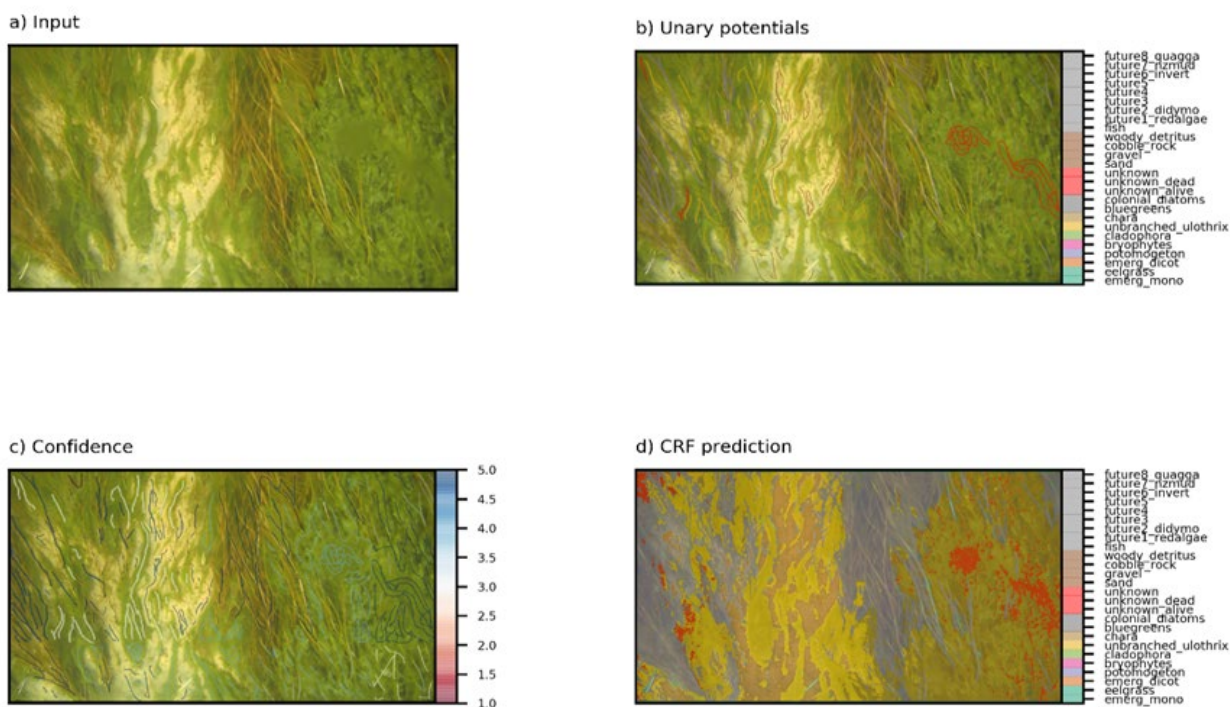 a) Input
b) Unary potentials
future8_quagga
future7_nzmud
future6_invert
future5
future4
future3
future2_didymo
future1_redalgae
fish
woody_detritus
cobble_rock
gravel
sand
unknown
unknown_dead
unknown_alive
colonial_diatoms
bluegreens
chara
unbranched_ulothrix
cladophora
bryophytes
potomogeton
emerg_dicot
eelgrass
emerg_mono
c) Confidence
5.0
4.5
4.0
3.5
3.0
2.5
2.0
1.5
1.0
d) CRF prediction
future8_quagga
future7_nzmud
future6_invert
future5
future4
future3
future2_didymo
future1_redalgae
fish
woody_detritus
cobble_rock
gravel
sand
unknown
unknown_dead
unknown_alive
colonial_diatoms
bluegreens
chara
unbranched_ulothrix
cladophora
bryophytes
potomogeton
emerg_dicot
eelgrass
emerg_mono